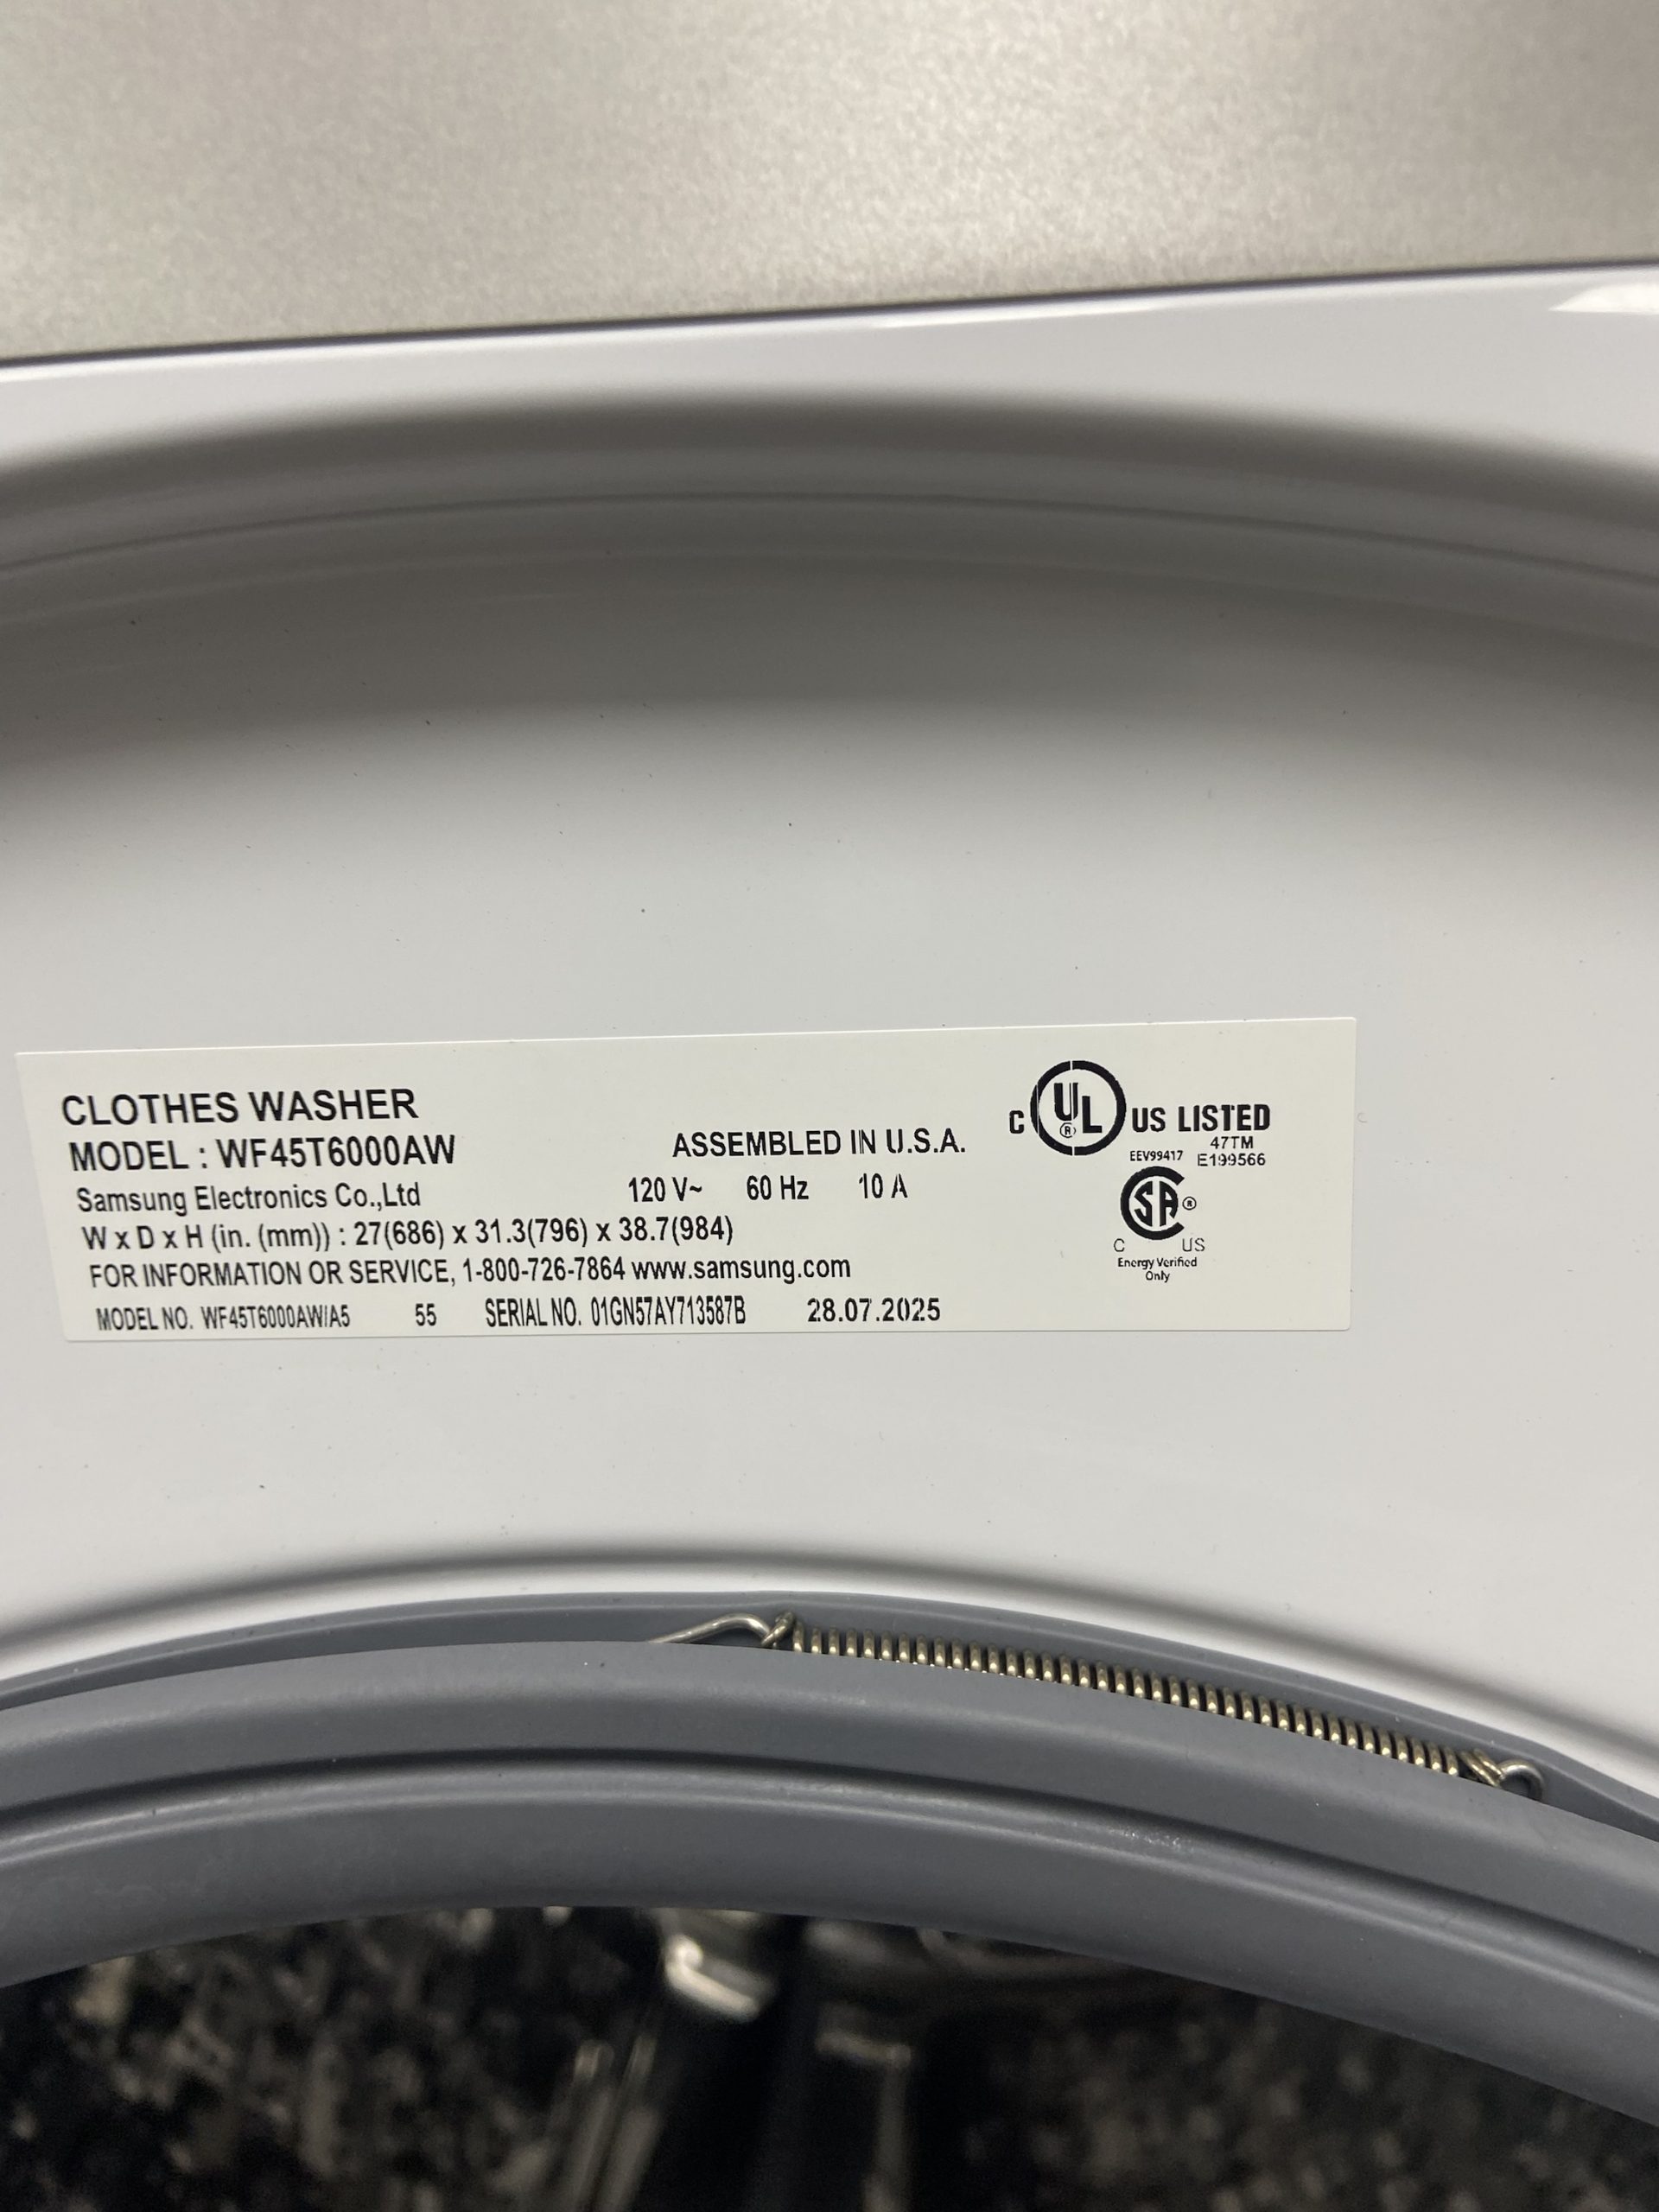 CLOTHES WASHER
MODEL : WF45T6000AW
ASSEMBLED IN U.S.A.
Samsung Electronics Co.,Ltd
120 V~ 60 Hz 10 A
W x D x H (in. (mm)) : 27(686) x 31.3(796) x 38.7(984)
FOR INFORMATION OR SERVICE, 1-800-726-7864 www.samsung.com
MODEL NO. WF45T6000AW/A5 55 SERIAL NO. 01GN57AY713587B 28.07.2025
C UL ® US LISTED
47TM
EEV99417 E199566
SA ®
C US
Energy Verified
Only